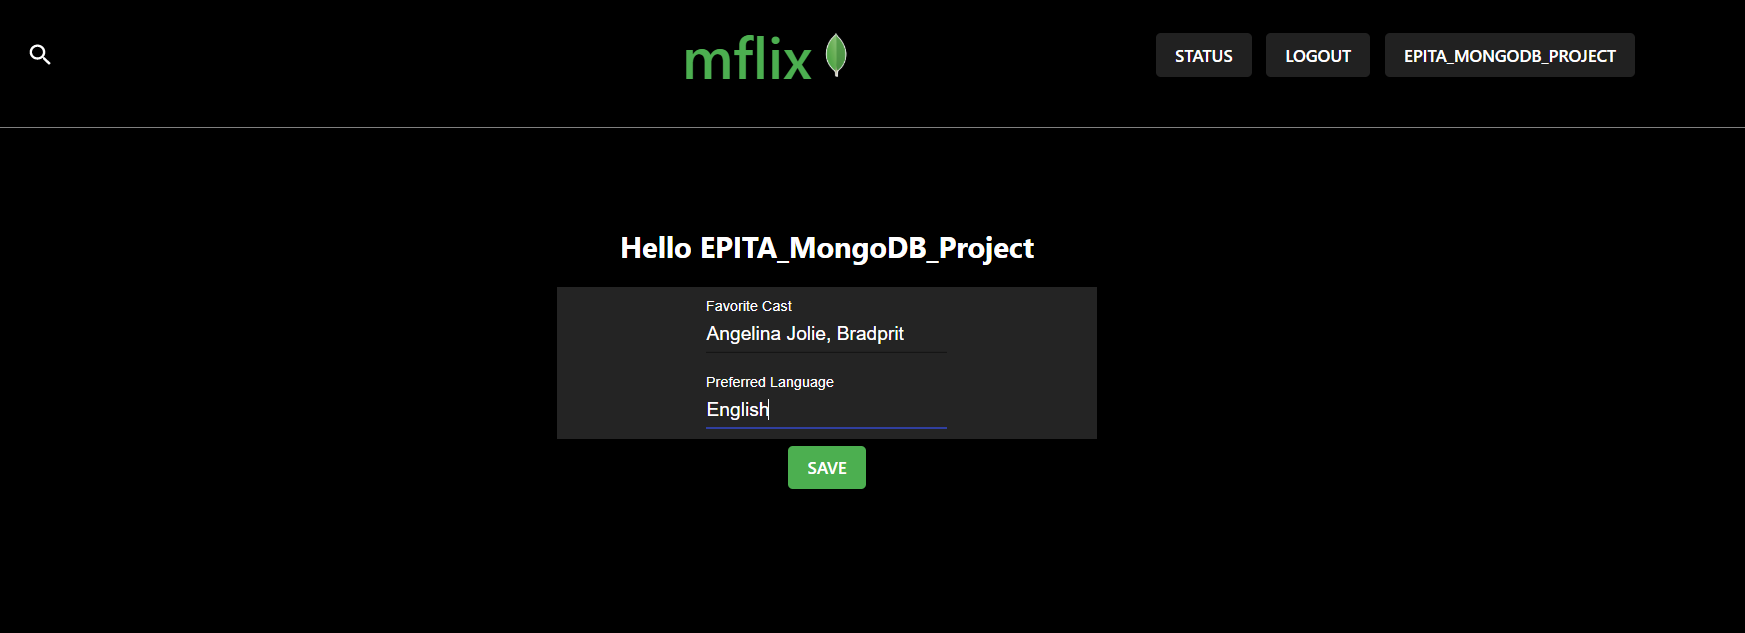 mflix
STATUS
LOGOUT
EPITA_MONGODB_PROJECT
Hello EPITA_MongoDB_Project
Favorite Cast
Angelina Jolie, Bradprit
Preferred Language
English
SAVE